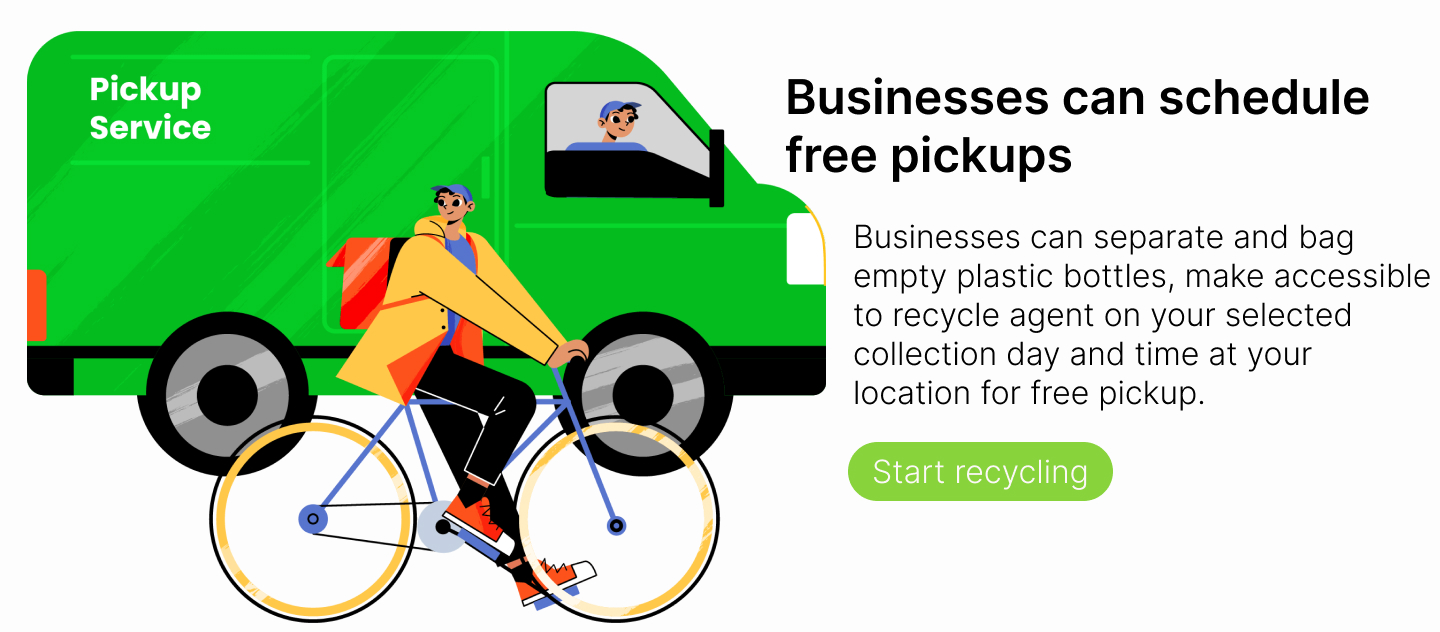 Pickup
Service
Businesses can schedule
free pickups
Businesses can separate and bag
empty plastic bottles, make accessible
to recycle agent on your selected
collection day and time at your
location for free pickup.
Start recycling